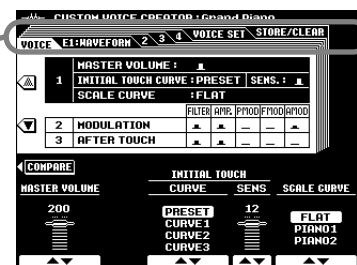 CUSTOM VOICE CREATOR : Grand Piano
VOICE E1:WAVEFORM 2 3 4 VOICE SET STORE/CLEAR
MASTER VOLUME :
1 INITIAL TOUCH CURVE : PRESET SENS. :
SCALE CURVE : FLAT
FILTER AMP. PMOD FMOD AMOD
2 MODULATION
3 AFTER TOUCH
COMPARE
INITIAL TOUCH
MASTER VOLUME CURVE SENS SCALE CURVE
200 PRESET 12 FLAT
CURVE1 PIANO1
CURVE2 PIANO2
CURVE3